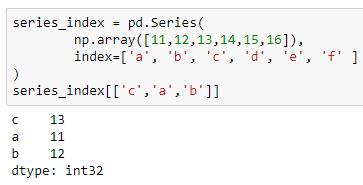 series_index = pd.Series(
        np.array([11,12,13,14,15,16]),
        index=['a', 'b', 'c', 'd', 'e', 'f' ]
)
series_index[['c','a','b']]
c    13
a    11
b    12
dtype: int32